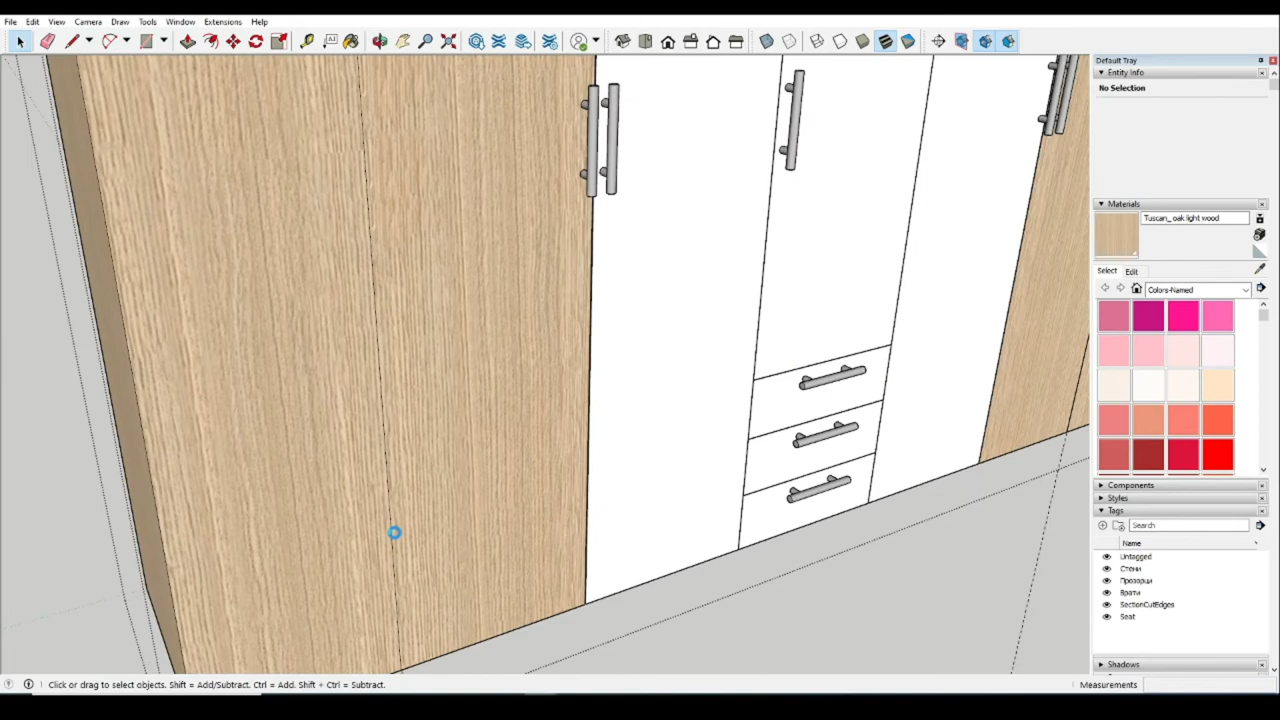 File Edit View Camera Draw Tools Window Extensions Help
Default Tray
Entity Info
No Selection
Materials
Tuscan_ oak light wood
Select Edit
Colors-Named
Components
Styles
Tags
Search
Name
Untagged
Стени
Прозорци
Врати
SectionCutEdges
Seat
Shadows
Click or drag to select objects. Shift = Add/Subtract. Ctrl = Add. Shift + Ctrl = Subtract.
Measurements